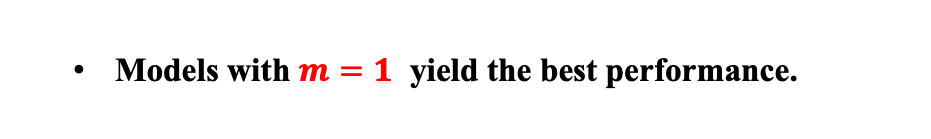 • Models with m = 1 yield the best performance.